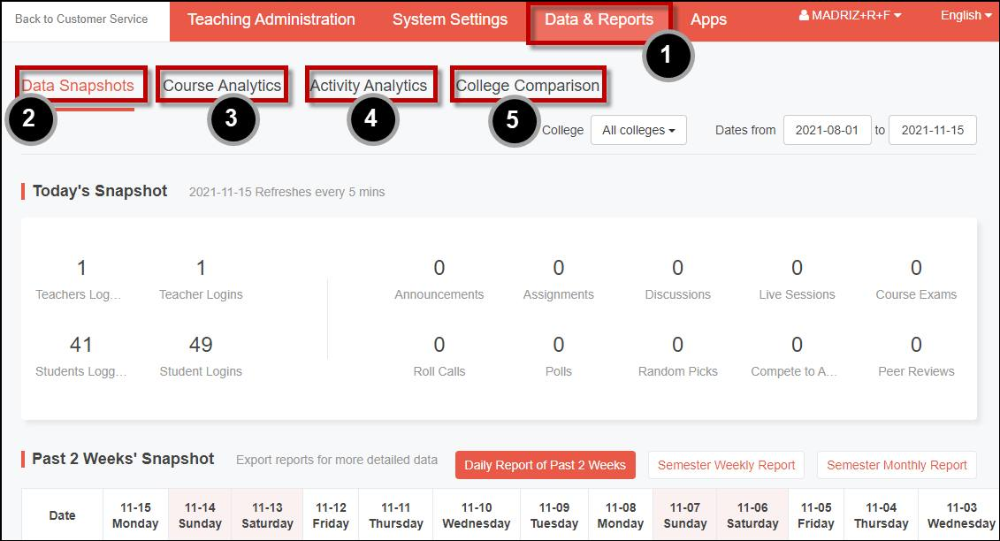 Back to Customer Service Teaching Administration System Settings Data & Reports Apps MADRIZ+R+F English
1
Data Snapshots Course Analytics Activity Analytics College Comparison
2 3 4 5
College All colleges Dates from 2021-08-01 to 2021-11-15
Today's Snapshot 2021-11-15 Refreshes every 5 mins
1 1 0 0 0 0 0
Teachers Log... Teacher Logins Announcements Assignments Discussions Live Sessions Course Exams
41 49 0 0 0 0 0
Students Logg... Student Logins Roll Calls Polls Random Picks Compete to A... Peer Reviews
Past 2 Weeks' Snapshot Export reports for more detailed data Daily Report of Past 2 Weeks Semester Weekly Report Semester Monthly Report
11-15 11-14 11-13 11-12 11-11 11-10 11-09 11-08 11-07 11-06 11-05 11-04 11-03
Date Monday Sunday Saturday Friday Thursday Wednesday Tuesday Monday Sunday Saturday Friday Thursday Wednesday